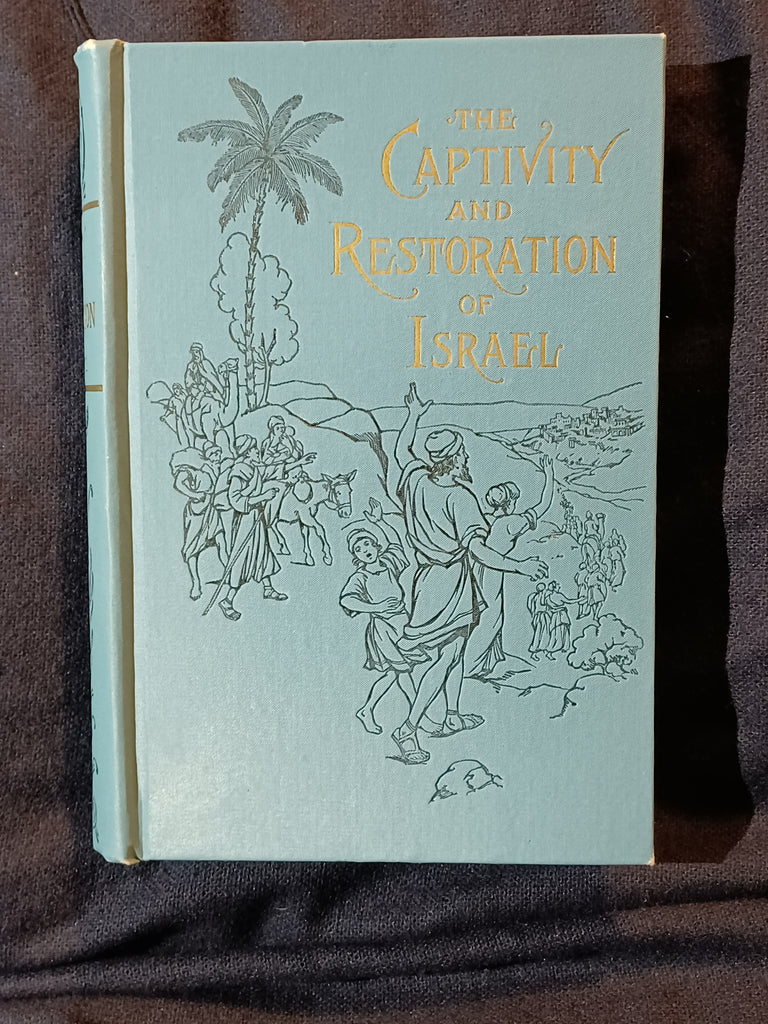 THE
CAPTIVITY
AND
RESTORATION
OF
ISRAEL